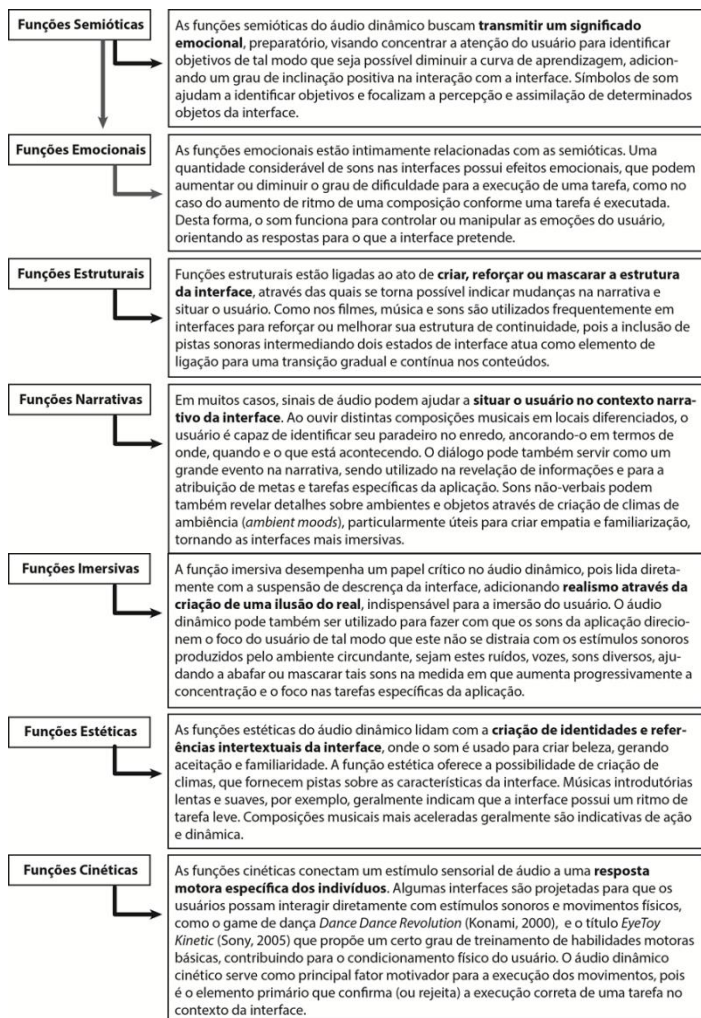 Funções Semióticas
As funções semióticas do áudio dinâmico buscam transmitir um significado
emocional, preparatório, visando concentrar a atenção do usuário para identificar
objetivos de tal modo que seja possível diminuir a curva de aprendizagem, adicion-
ando um grau de inclinação positiva na interação com a interface. Símbolos de som
ajudam a identificar objetivos e focalizam a percepção e assimilação de determinados
objetos da interface.
Funções Emocionais
As funções emocionais estão intimamente relacionadas com as semióticas. Uma
quantidade considerável de sons nas interfaces possui efeitos emocionais, que podem
aumentar ou diminuir o grau de dificuldade para a execução de uma tarefa, como no
caso do aumento de ritmo de uma composição conforme uma tarefa é executada.
Desta forma, o som funciona para controlar ou manipular as emoções do usuário,
orientando as respostas para o que a interface pretende.
Funções Estruturais
Funções estruturais estão ligadas ao ato de criar, reforçar ou mascarar a estrutura
da interface, através das quais se torna possível indicar mudanças na narrativa e
situar o usuário. Como nos filmes, música e sons são utilizados frequentemente em
interfaces para reforçar ou melhorar sua estrutura de continuidade, pois a inclusão de
pistas sonoras intermediando dois estados de interface atua como elemento de
ligação para uma transição gradual e contínua nos conteúdos.
Funções Narrativas
Em muitos casos, sinais de áudio podem ajudar a situar o usuário no contexto narra-
tivo da interface. Ao ouvir distintas composições musicais em locais diferenciados, o
usuário é capaz de identificar seu paradeiro no enredo, ancorando-o em termos de
onde, quando e o que está acontecendo. O diálogo pode também servir como um
grande evento na narrativa, sendo utilizado na revelação de informações e para a
atribuição de metas e tarefas específicas da aplicação. Sons não-verbais podem
também revelar detalhes sobre ambientes e objetos através de criação de climas de
ambiência (ambient moods), particularmente úteis para criar empatia e familiarização,
tornando as interfaces mais imersivas.
Funções Imersivas
A função imersiva desempenha um papel crítico no áudio dinâmico, pois lida direta-
mente com a suspensão de descrença da interface, adicionando realismo através da
criação de uma ilusão do real, indispensável para a imersão do usuário. O áudio
dinâmico pode também ser utilizado para fazer com que os sons da aplicação direcio-
nem o foco do usuário de tal modo que este não se distraia com os estímulos sonoros
produzidos pelo ambiente circundante, sejam estes ruídos, vozes, sons diversos, aju-
dando a abafar ou mascarar tais sons na medida em que aumenta progressivamente a
concentração e o foco nas tarefas específicas da aplicação.
Funções Estéticas
As funções estéticas do áudio dinâmico lidam com a criação de identidades e refer-
ências intertextuais da interface, onde o som é usado para criar beleza, gerando
aceitação e familiaridade. A função estética oferece a possibilidade de criação de
climas, que fornecem pistas sobre as características da interface. Músicas introdutórias
lentas e suaves, por exemplo, geralmente indicam que a interface possui um ritmo de
tarefa leve. Composições musicais mais aceleradas geralmente são indicativas de ação
e dinâmica.
Funções Cinéticas
As funções cinéticas conectam um estímulo sensorial de áudio a uma resposta
motora específica dos indivíduos. Algumas interfaces são projetadas para que os
usuários possam interagir diretamente com estímulos sonoros e movimentos físicos,
como o game de dança Dance Dance Revolution (Konami, 2000), e o título EyeToy
Kinetic (Sony, 2005) que propõe um certo grau de treinamento de habilidades motoras
básicas, contribuindo para o condicionamento físico do usuário. O áudio dinâmico
cinético serve como principal fator motivador para a execução dos movimentos, pois
é o elemento primário que confirma (ou rejeita) a execução correta de uma tarefa no
contexto da interface.